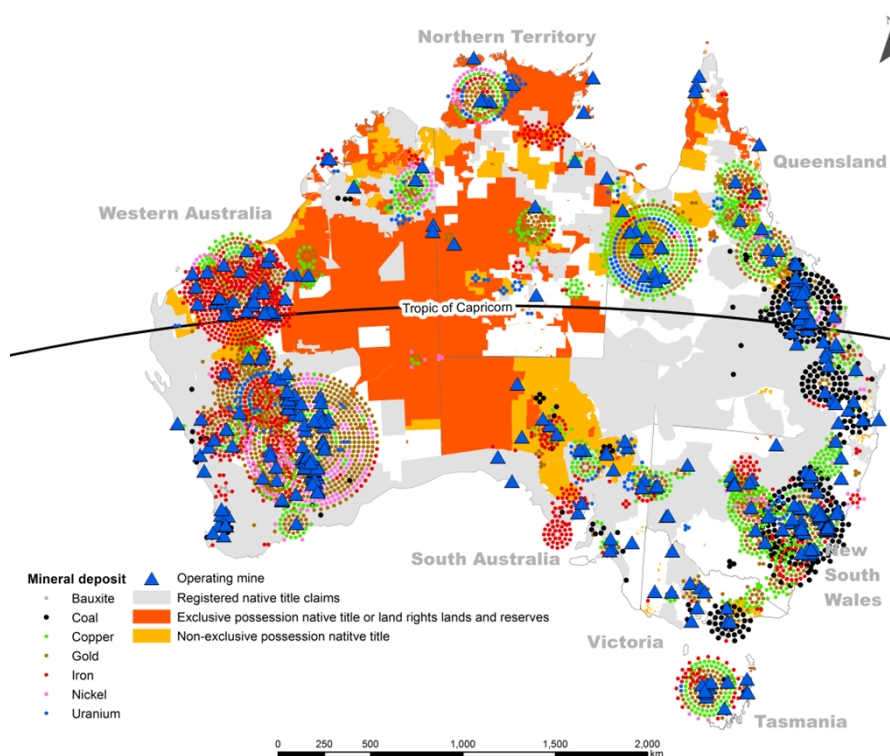 Northern Territory
Queensland
Western Australia
Tropic of Capricorn
South Australia
New
South
Wales
Victoria
Tasmania
Mineral deposit
Bauxite
Coal
Copper
Gold
Iron
Nickel
Uranium
Operating mine
Registered native title claims
Exclusive possession native title or land rights lands and reserves
Non-exclusive possession native title
0 250 500 1,000 1,500 2,000
km